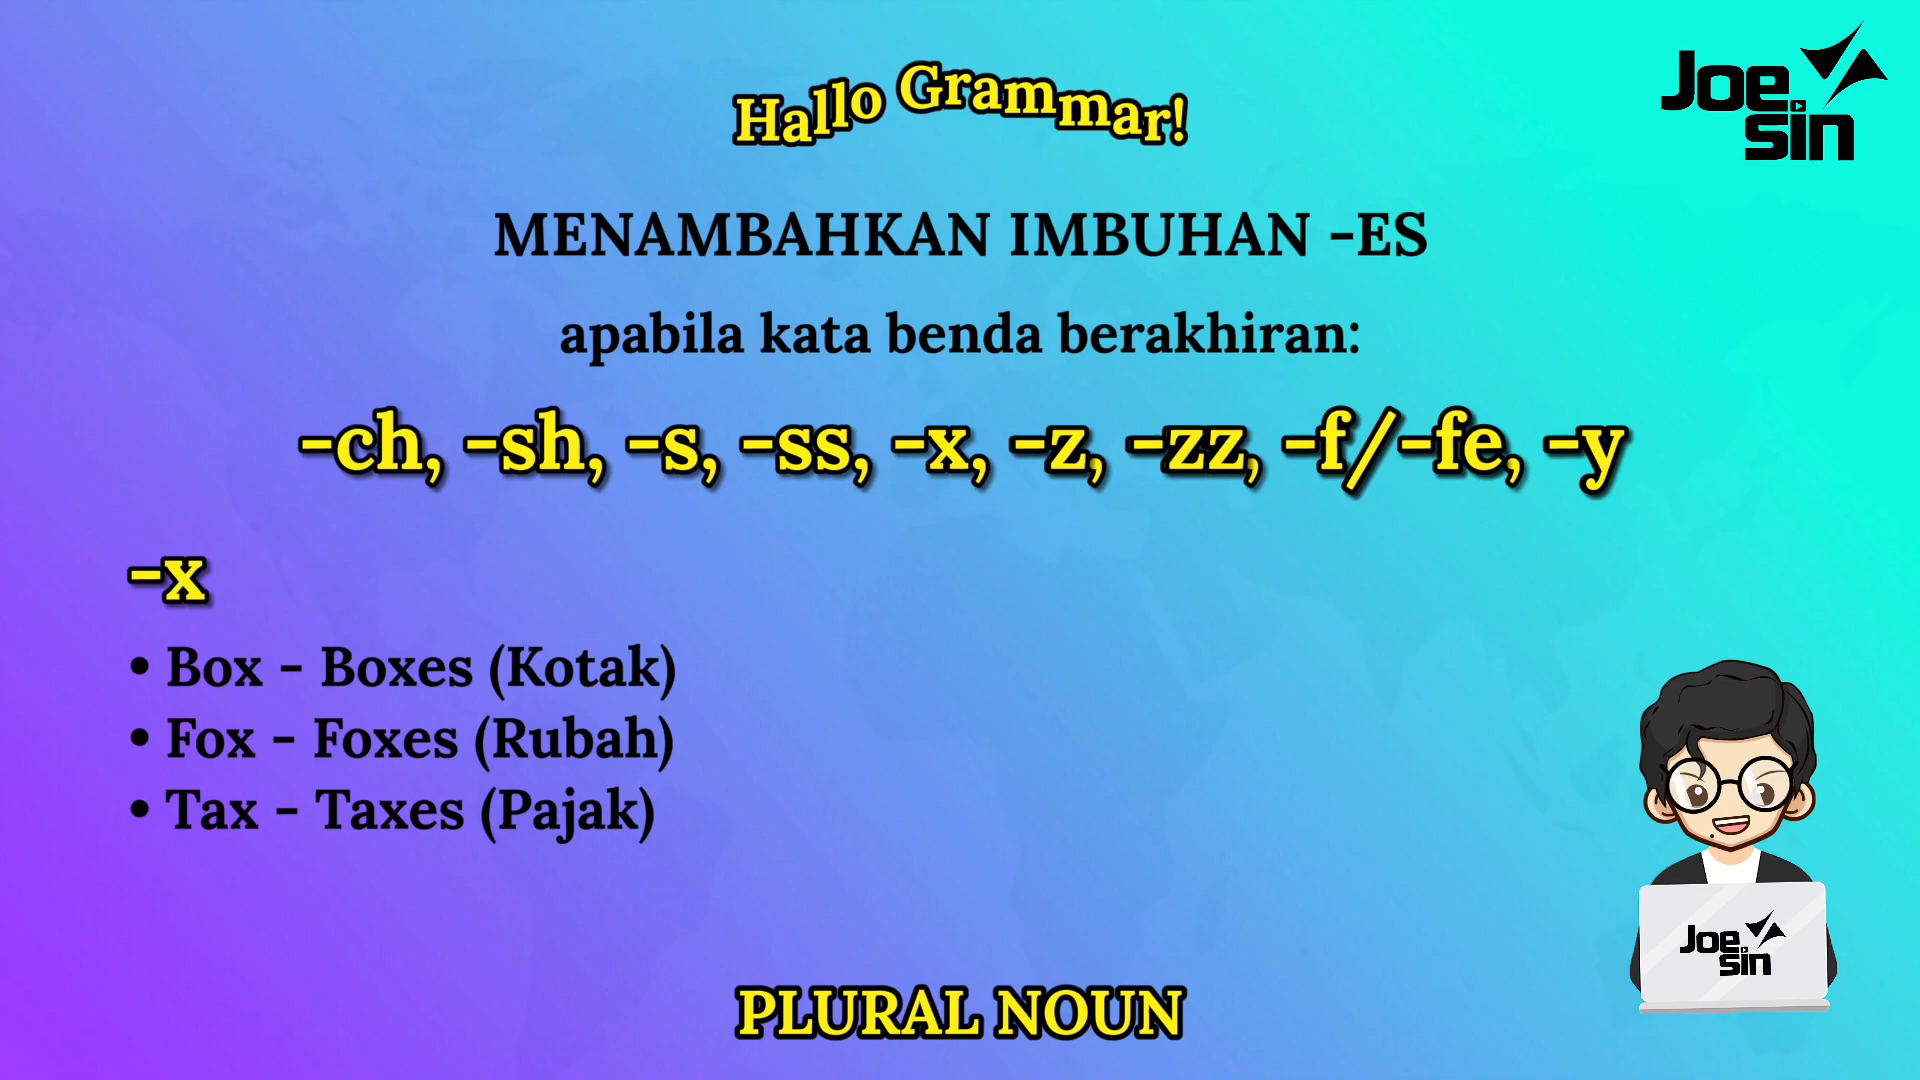 Hallo Grammar!
Joe
sin
MENAMBAHKAN IMBUHAN -ES
apabila kata benda berakhiran:
-ch, -sh, -s, -ss, -x, -z, -zz, -f/-fe, -y
-x
• Box - Boxes (Kotak)
• Fox - Foxes (Rubah)
• Tax - Taxes (Pajak)
Joe
sin
PLURAL NOUN